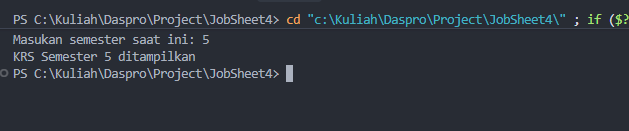 PS C:\Kuliah\Daspro\Project\JobSheet4> cd "c:\Kuliah\Daspro\Project\JobSheet4\" ; if ($?
Masukan semester saat ini: 5
KRS Semester 5 ditampilkan
PS C:\Kuliah\Daspro\Project\JobSheet4>